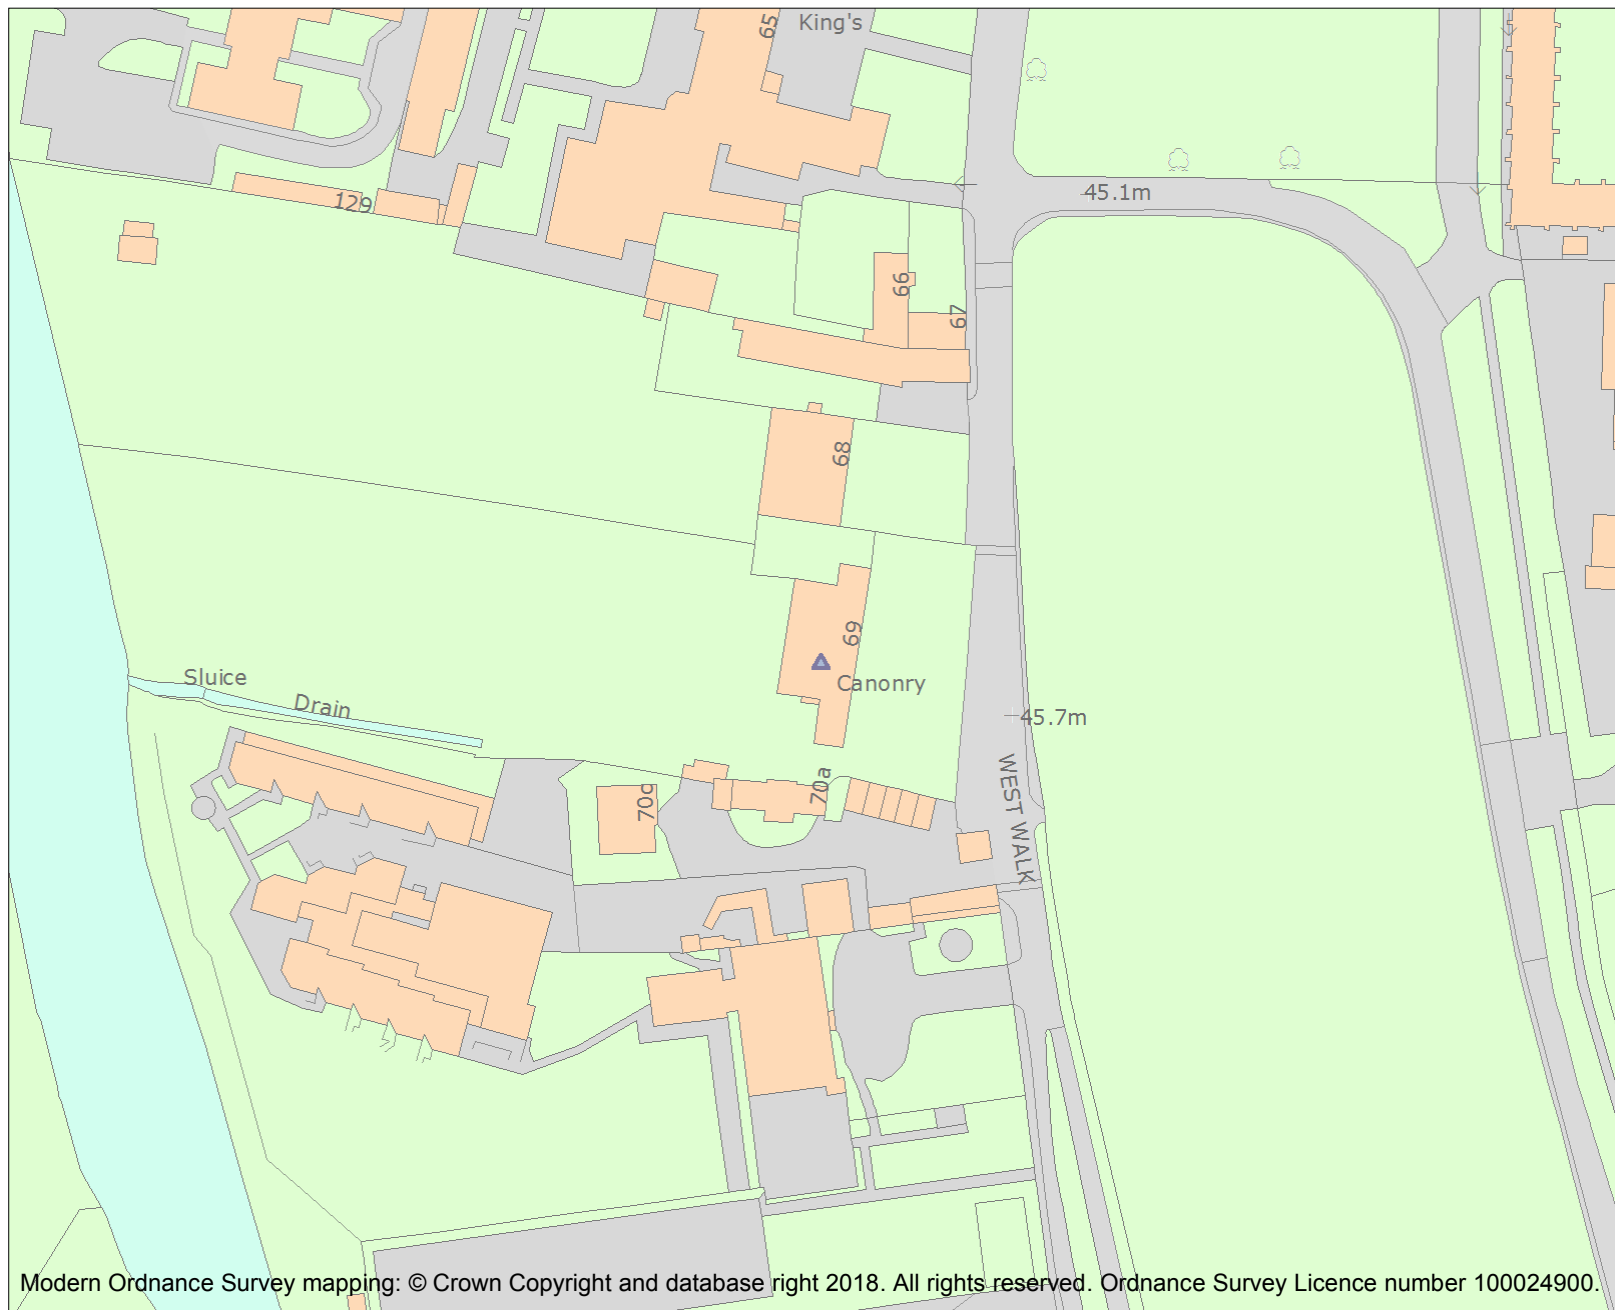 65
King's
129
45.1m
66
67
68
69
Canonry
Sluice
Drain
45.7m
WEST WALK
70a
70c
Modern Ordnance Survey mapping: © Crown Copyright and database right 2018. All rights reserved. Ordnance Survey Licence number 100024900.